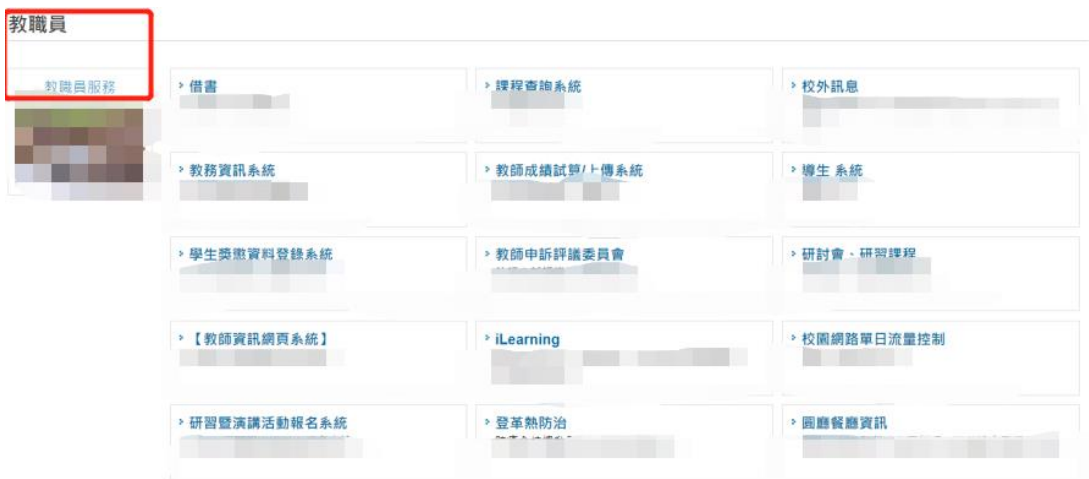 教職員
教職員服務
借書
課程查詢系統
校外訊息
教務資訊系統
教師成績試算/上傳系統
導生 系統
學生獎懲資料登錄系統
教師申訴評議委員會
研討會、研習課程
【教師資訊網頁系統】
iLearning
校園網路單日流量控制
研習暨演講活動報名系統
登革熱防治
圓廳餐廳資訊